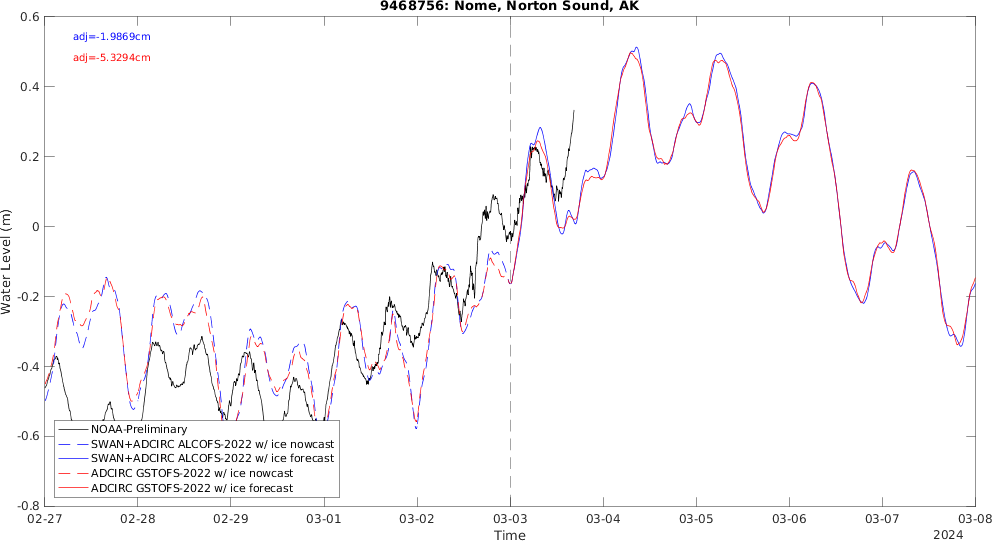 9468756: Nome, Norton Sound, AK
adj=-1.9869cm
adj=-5.3294cm
Water Level (m)
0.6
0.4
0.2
0
-0.2
-0.4
-0.6
-0.8
NOAA-Preliminary
SWAN+ADCIRC ALCOFS-2022 w/ ice nowcast
SWAN+ADCIRC ALCOFS-2022 w/ ice forecast
ADCIRC GSTOFS-2022 w/ ice nowcast
ADCIRC GSTOFS-2022 w/ ice forecast
02-27 02-28 02-29 03-01 03-02 03-03 03-04 03-05 03-06 03-07 03-08
Time
2024